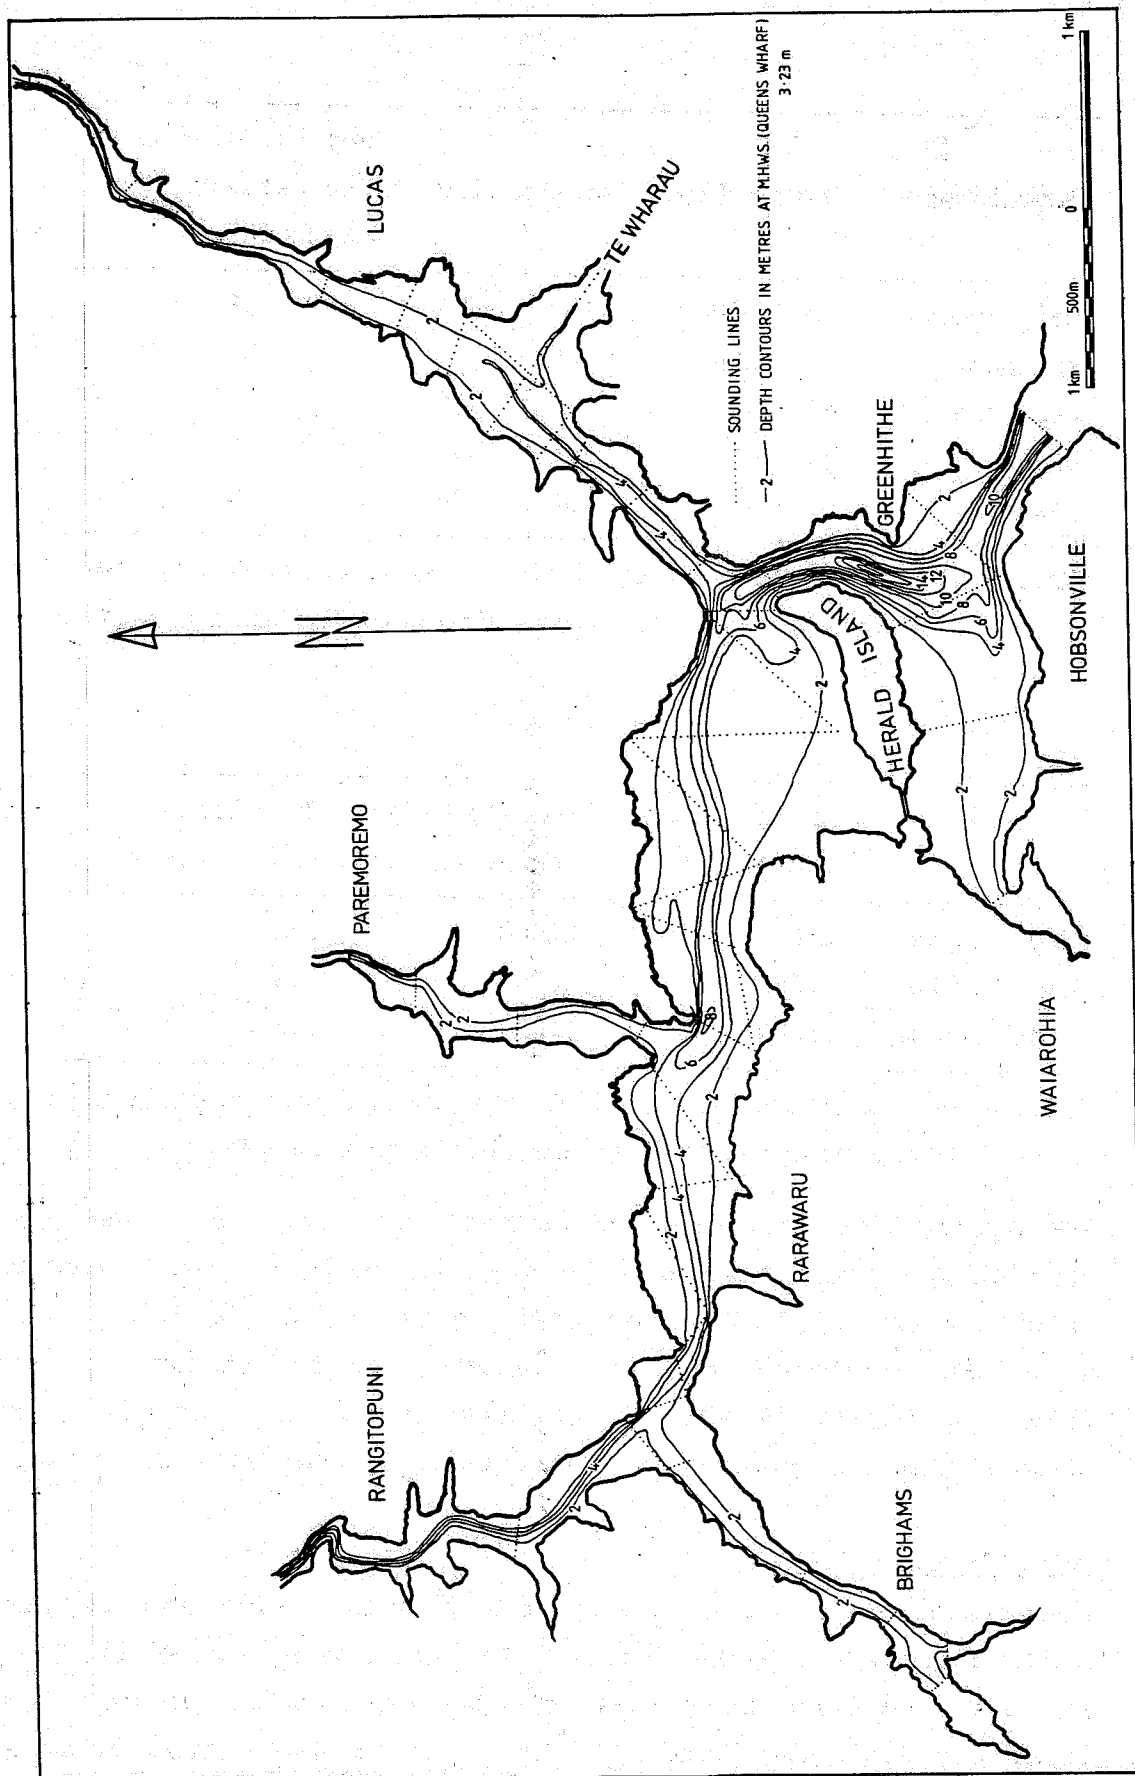 LUCAS
TE WHARAU
PAREMOREMO
RANGITOPUNI
N
········ SOUNDING LINES
—2—— DEPTH CONTOURS IN METRES AT M.H.W.S. (QUEENS WHARF)
3·23 m
GREENHITHE
HERALD ISLAND
HOBSONVILLE
WAIAROHIA
RARAWARU
BRIGHAMS
1 km 500m 0 1 km
2
2
4
4
2
4
8
10
14
12
10
8
6
4
6
4
2
2
2
2
2
8
6
2
4
4
2
4
2
2
2